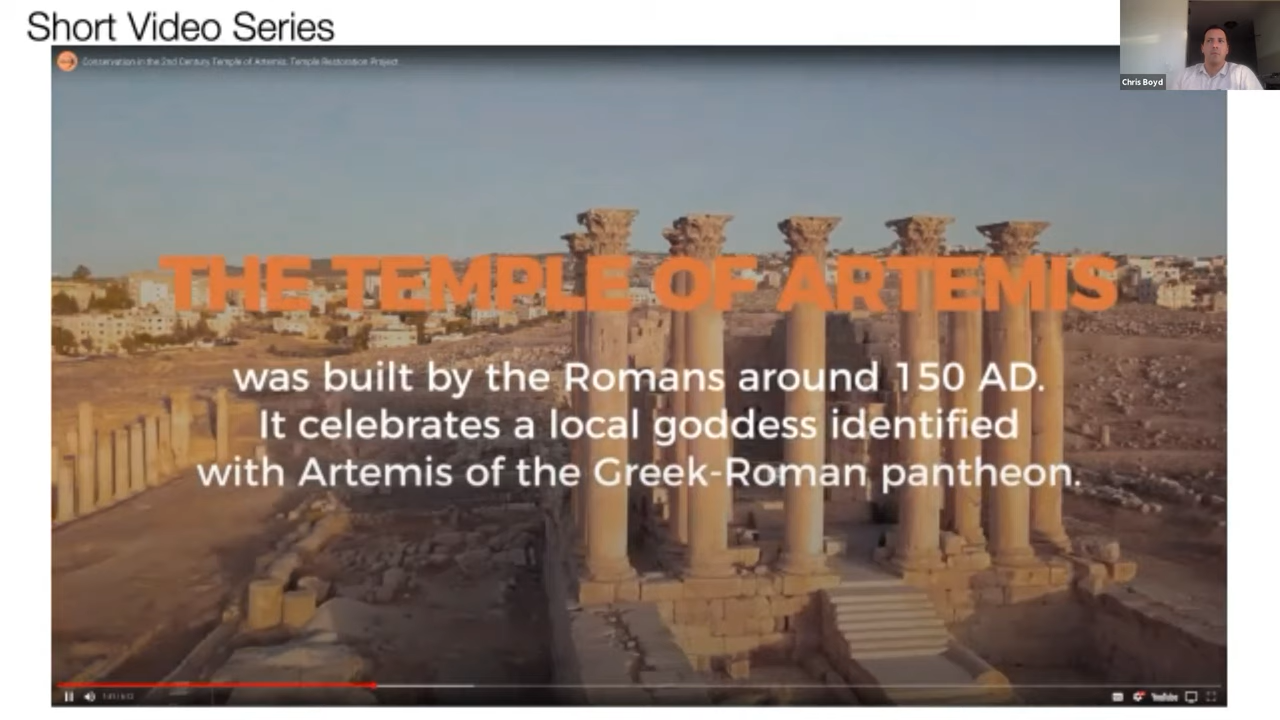 Short Video Series
Conservation in the 2nd Century Temple of Artemis: Temple Restoration Project
Chris Boyd
THE TEMPLE OF ARTEMIS
was built by the Romans around 150 AD.
It celebrates a local goddess identified
with Artemis of the Greek-Roman pantheon.
YouTube